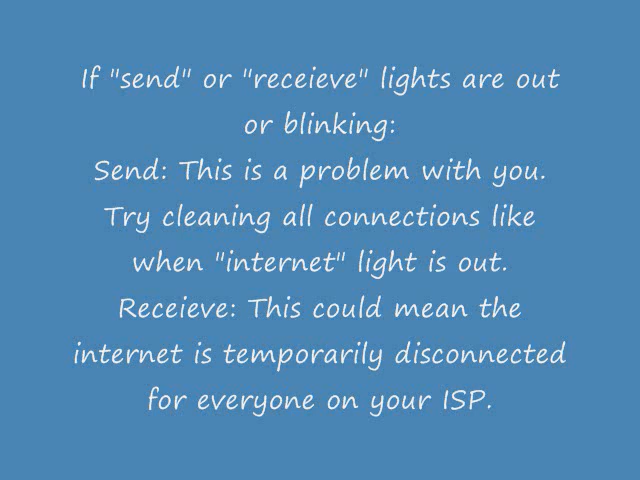 If "send" or "receieve" lights are out
or blinking:
Send: This is a problem with you.
Try cleaning all connections like
when "internet" light is out.
Receieve: This could mean the
internet is temporarily disconnected
for everyone on your ISP.